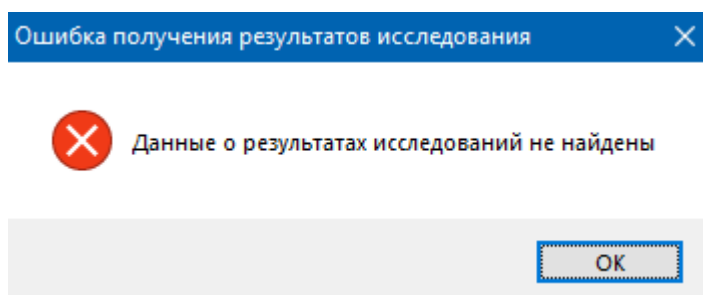 Ошибка получения результатов исследования
Данные о результатах исследований не найдены
OK